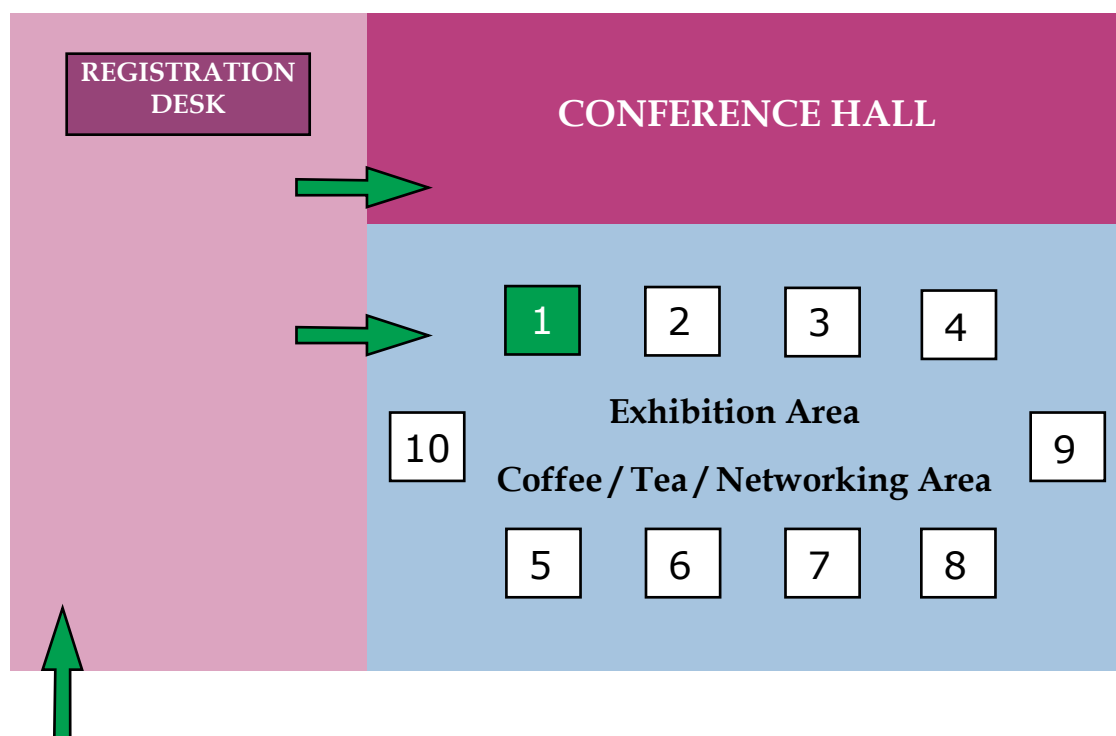 REGISTRATION
DESK
CONFERENCE HALL
1
2
3
4
Exhibition Area
10
9
Coffee / Tea / Networking Area
5
6
7
8